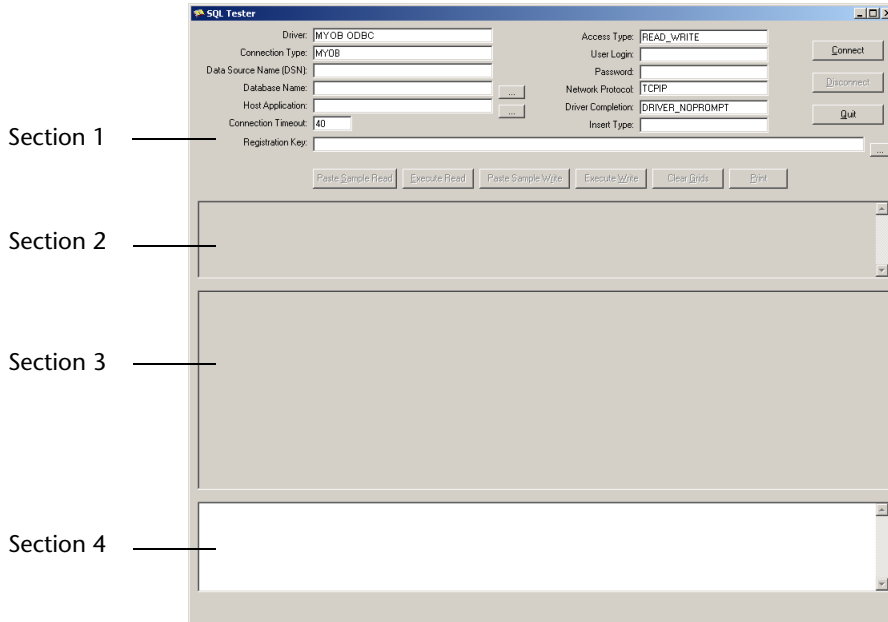 SQL Tester
Driver: MYOB ODBC
Access Type: READ_WRITE
Connect
Connection Type: MYOB
User Login:
Data Source Name (DSN):
Password:
Disconnect
Database Name:
...
Network Protocol: TCPIP
Host Application:
...
Driver Completion: DRIVER_NOPROMPT
Quit
Connection Timeout: 40
Insert Type:
Section 1
Registration Key:
...
Paste Sample Read
Execute Read
Paste Sample Write
Execute Write
Clear Grids
Print
Section 2
Section 3
Section 4